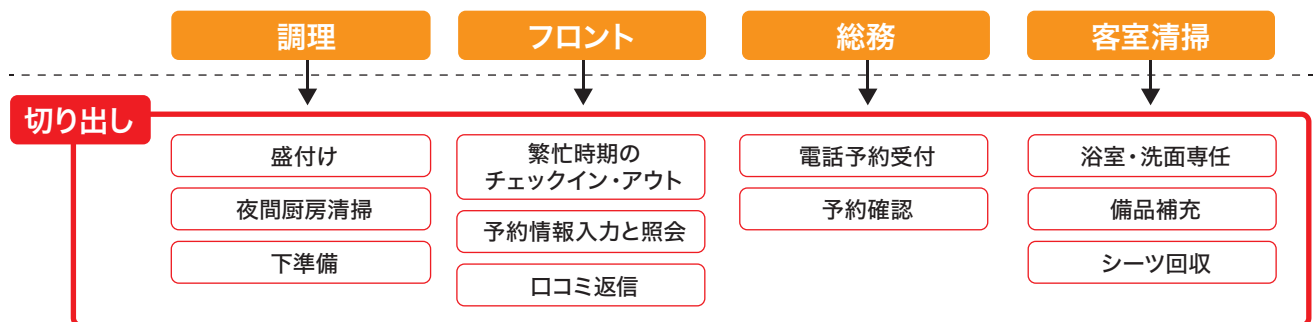 調理
フロント
総務
客室清掃
切り出し
盛付け
夜間厨房清掃
下準備
繁忙時期の
チェックイン・アウト
予約情報入力と照会
口コミ返信
電話予約受付
予約確認
浴室・洗面専任
備品補充
シーツ回収